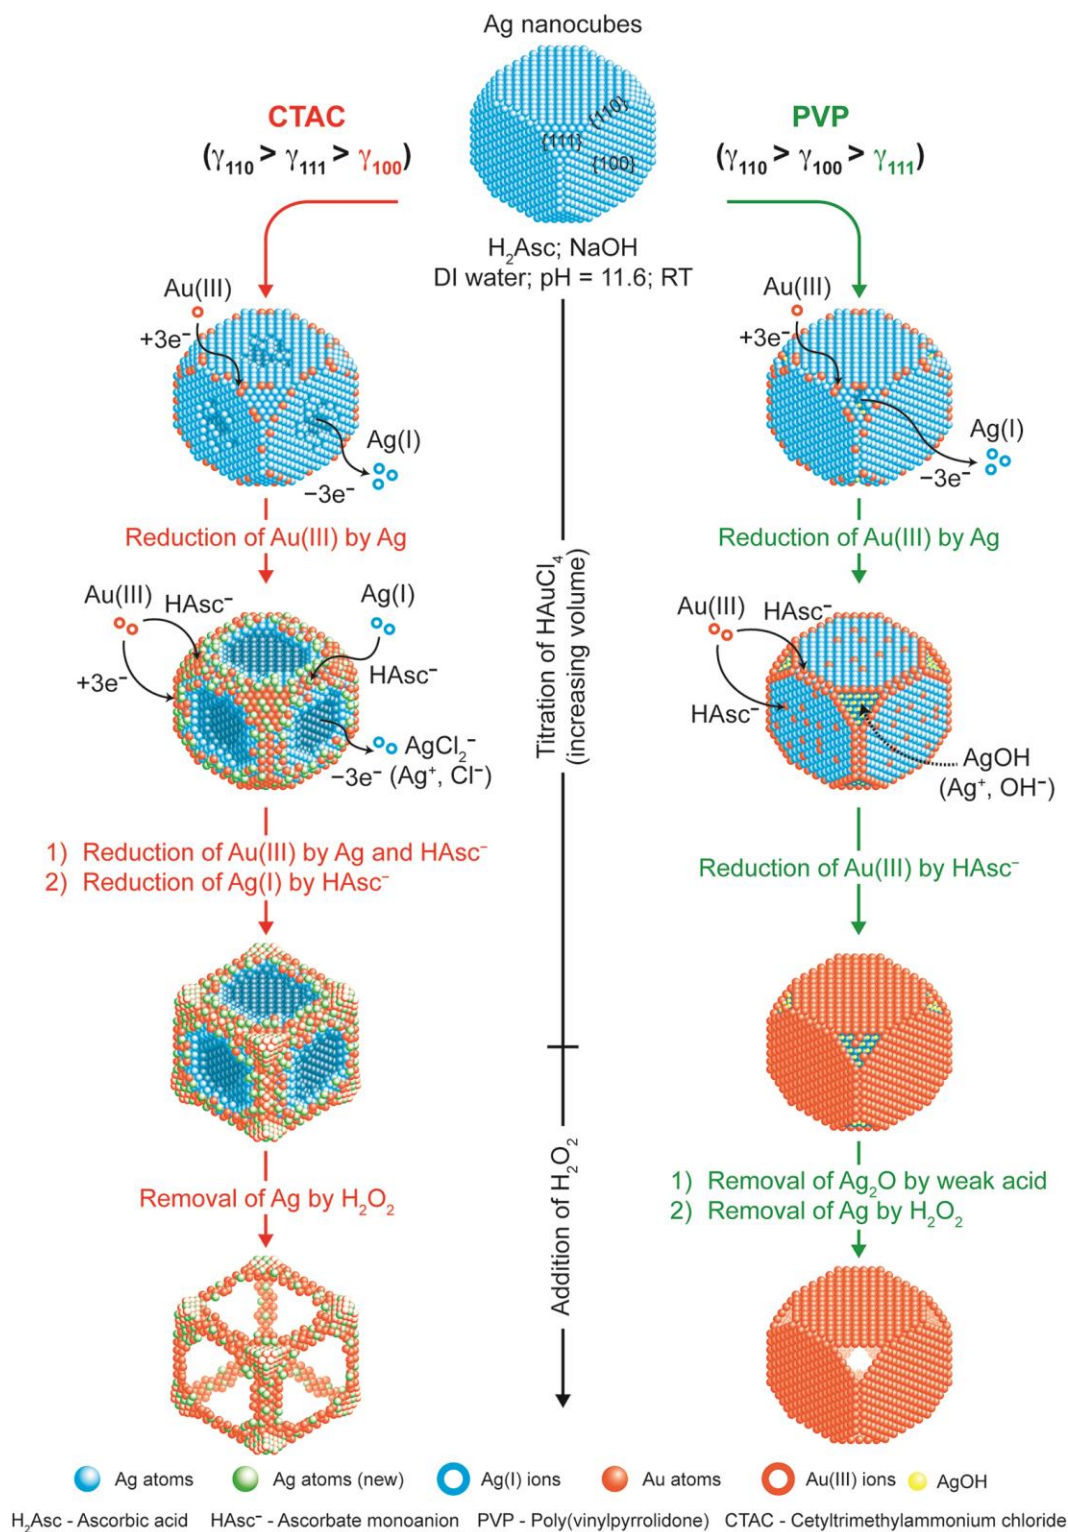 Ag nanocubes
CTAC
(γ₁₁₀ > γ₁₁₁ > γ₁₀₀)
PVP
(γ₁₁₀ > γ₁₀₀ > γ₁₁₁)
{110}
{111}
{100}
H₂Asc; NaOH
DI water; pH = 11.6; RT
Au(III)
+3e⁻
Ag(I)
−3e⁻
Reduction of Au(III) by Ag
Au(III)
+3e⁻
Ag(I)
−3e⁻
Reduction of Au(III) by Ag
Au(III)
HAsc⁻
Ag(I)
HAsc⁻
+3e⁻
AgCl₂⁻
−3e⁻ (Ag⁺, Cl⁻)
1) Reduction of Au(III) by Ag and HAsc⁻
2) Reduction of Ag(I) by HAsc⁻
Titration of HAuCl₄
(increasing volume)
Au(III)
HAsc⁻
HAsc⁻
AgOH
(Ag⁺, OH⁻)
Reduction of Au(III) by HAsc⁻
Removal of Ag by H₂O₂
Addition of H₂O₂
1) Removal of Ag₂O by weak acid
2) Removal of Ag by H₂O₂
Ag atoms
Ag atoms (new)
Ag(I) ions
Au atoms
Au(III) ions
AgOH
H₂Asc - Ascorbic acid HAsc⁻ - Ascorbate monoanion PVP - Poly(vinylpyrrolidone) CTAC - Cetyltrimethylammonium chloride